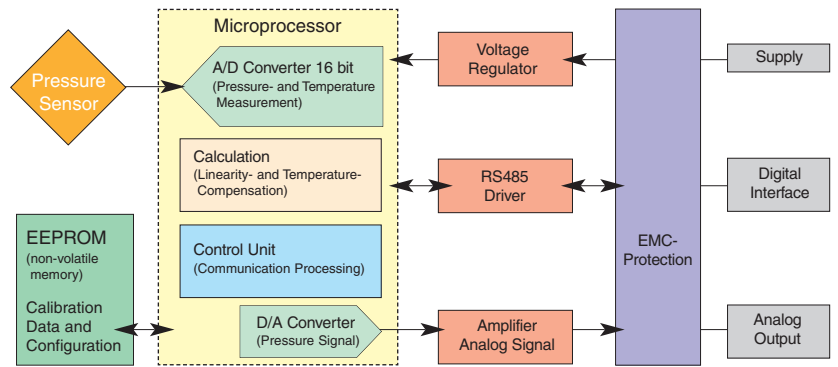 Microprocessor
Pressure
Sensor
A/D Converter 16 bit
(Pressure- and Temperature
Measurement)
Voltage
Regulator
Supply
Calculation
(Linearity- and Temperature-
Compensation)
RS485
Driver
Digital
Interface
EEPROM
(non-volatile
memory)
Calibration
Data and
Configuration
Control Unit
(Communication Processing)
EMC-
Protection
D/A Converter
(Pressure Signal)
Amplifier
Analog Signal
Analog
Output